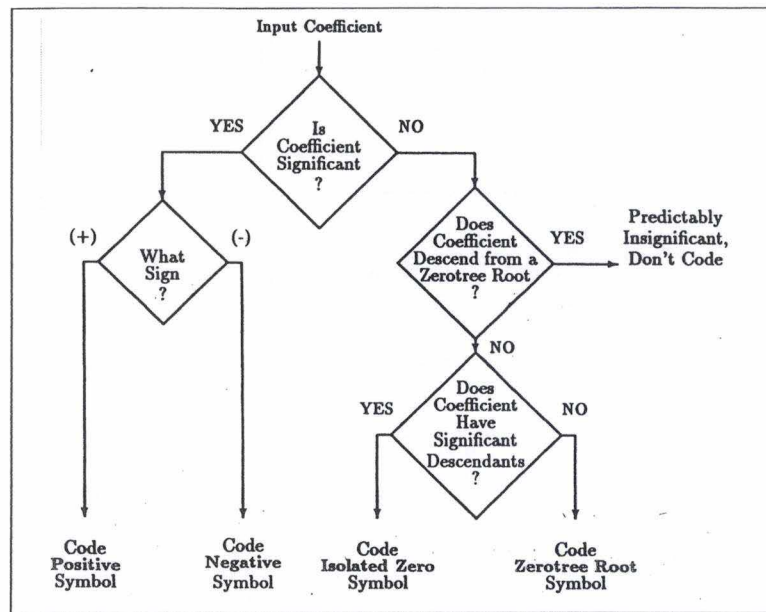 Input Coefficient
YES
NO
Is
Coefficient
Significant
?
(+)
(-)
What
Sign
?
Does
Coefficient
Descend from a
Zerotree Root
?
YES
Predictably
Insignificant,
Don't Code
NO
Does
Coefficient
Have
Significant
Descendants
?
YES
NO
Code
Positive
Symbol
Code
Negative
Symbol
Code
Isolated Zero
Symbol
Code
Zerotree Root
Symbol